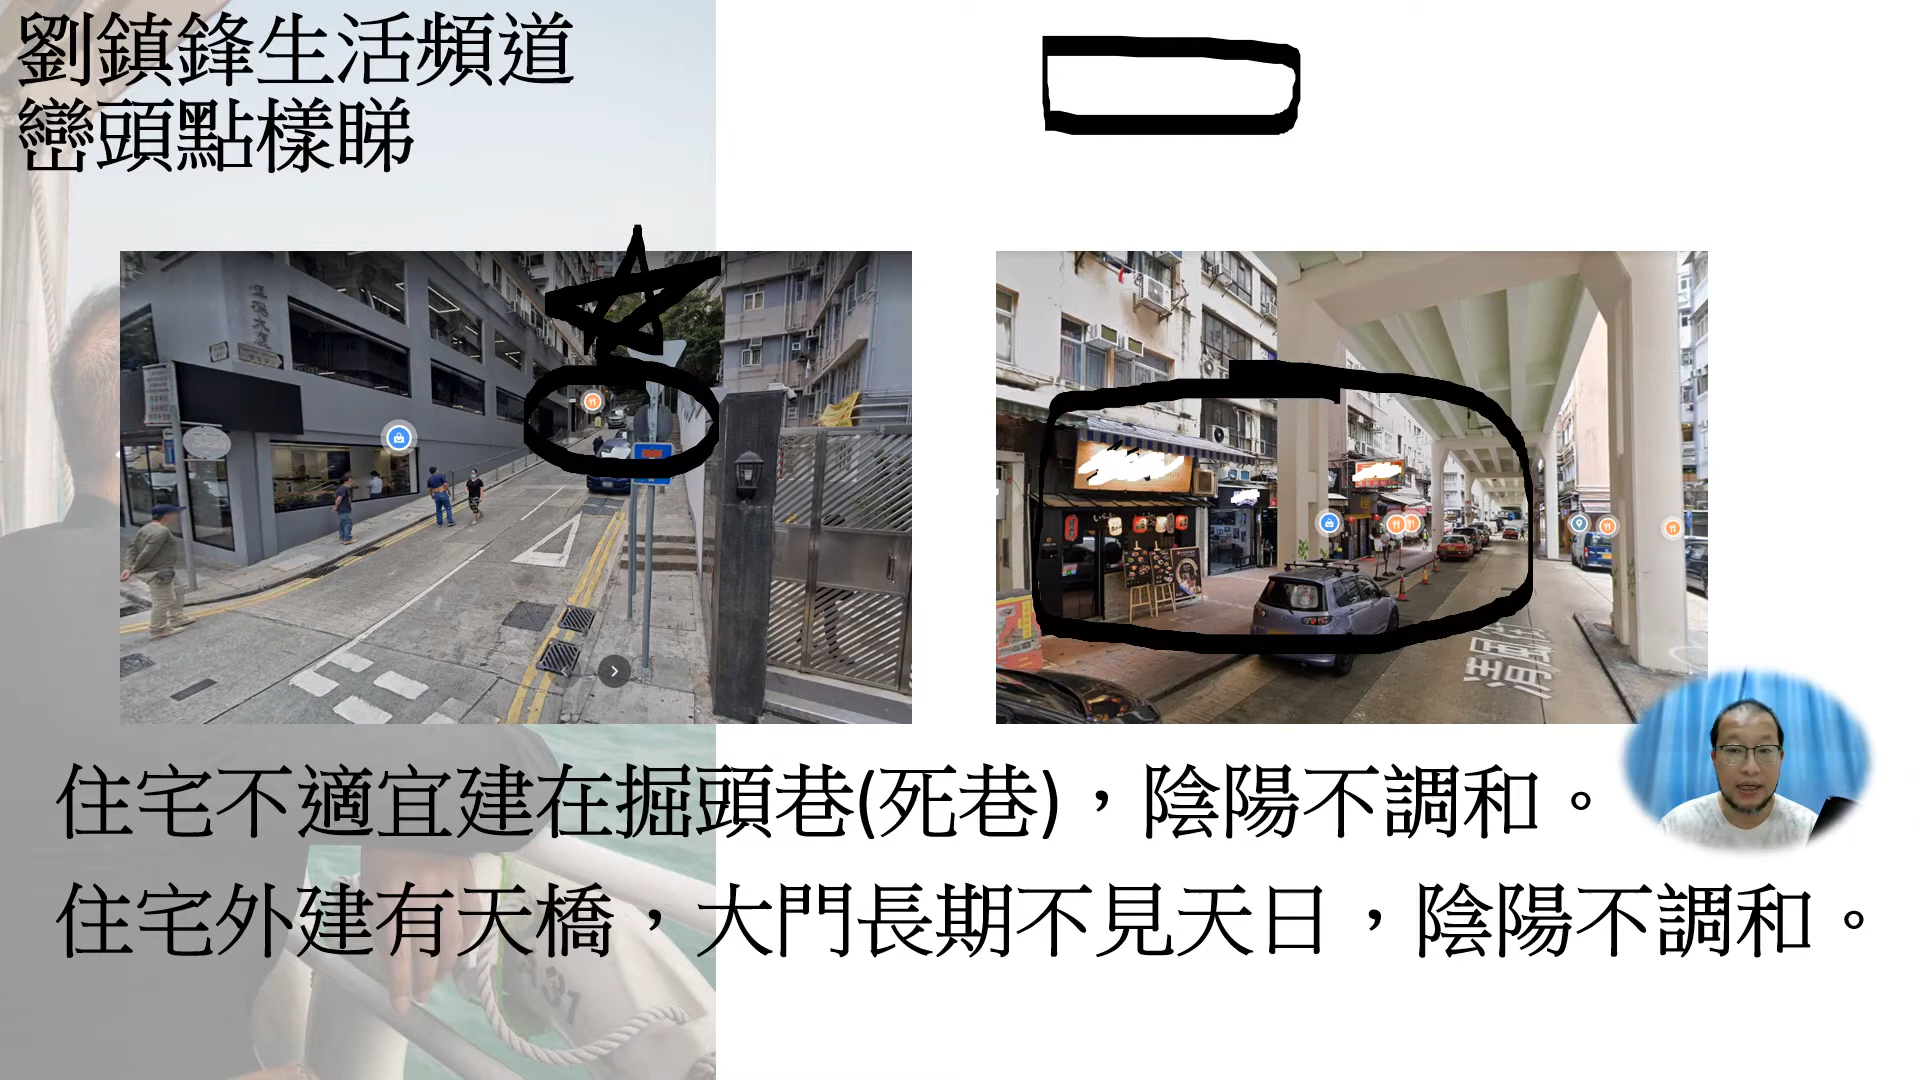 劉鎮鋒生活頻道
巒頭點樣睇
住宅不適宜建在掘頭巷(死巷)，陰陽不調和。
住宅外建有天橋，大門長期不見天日，陰陽不調和。